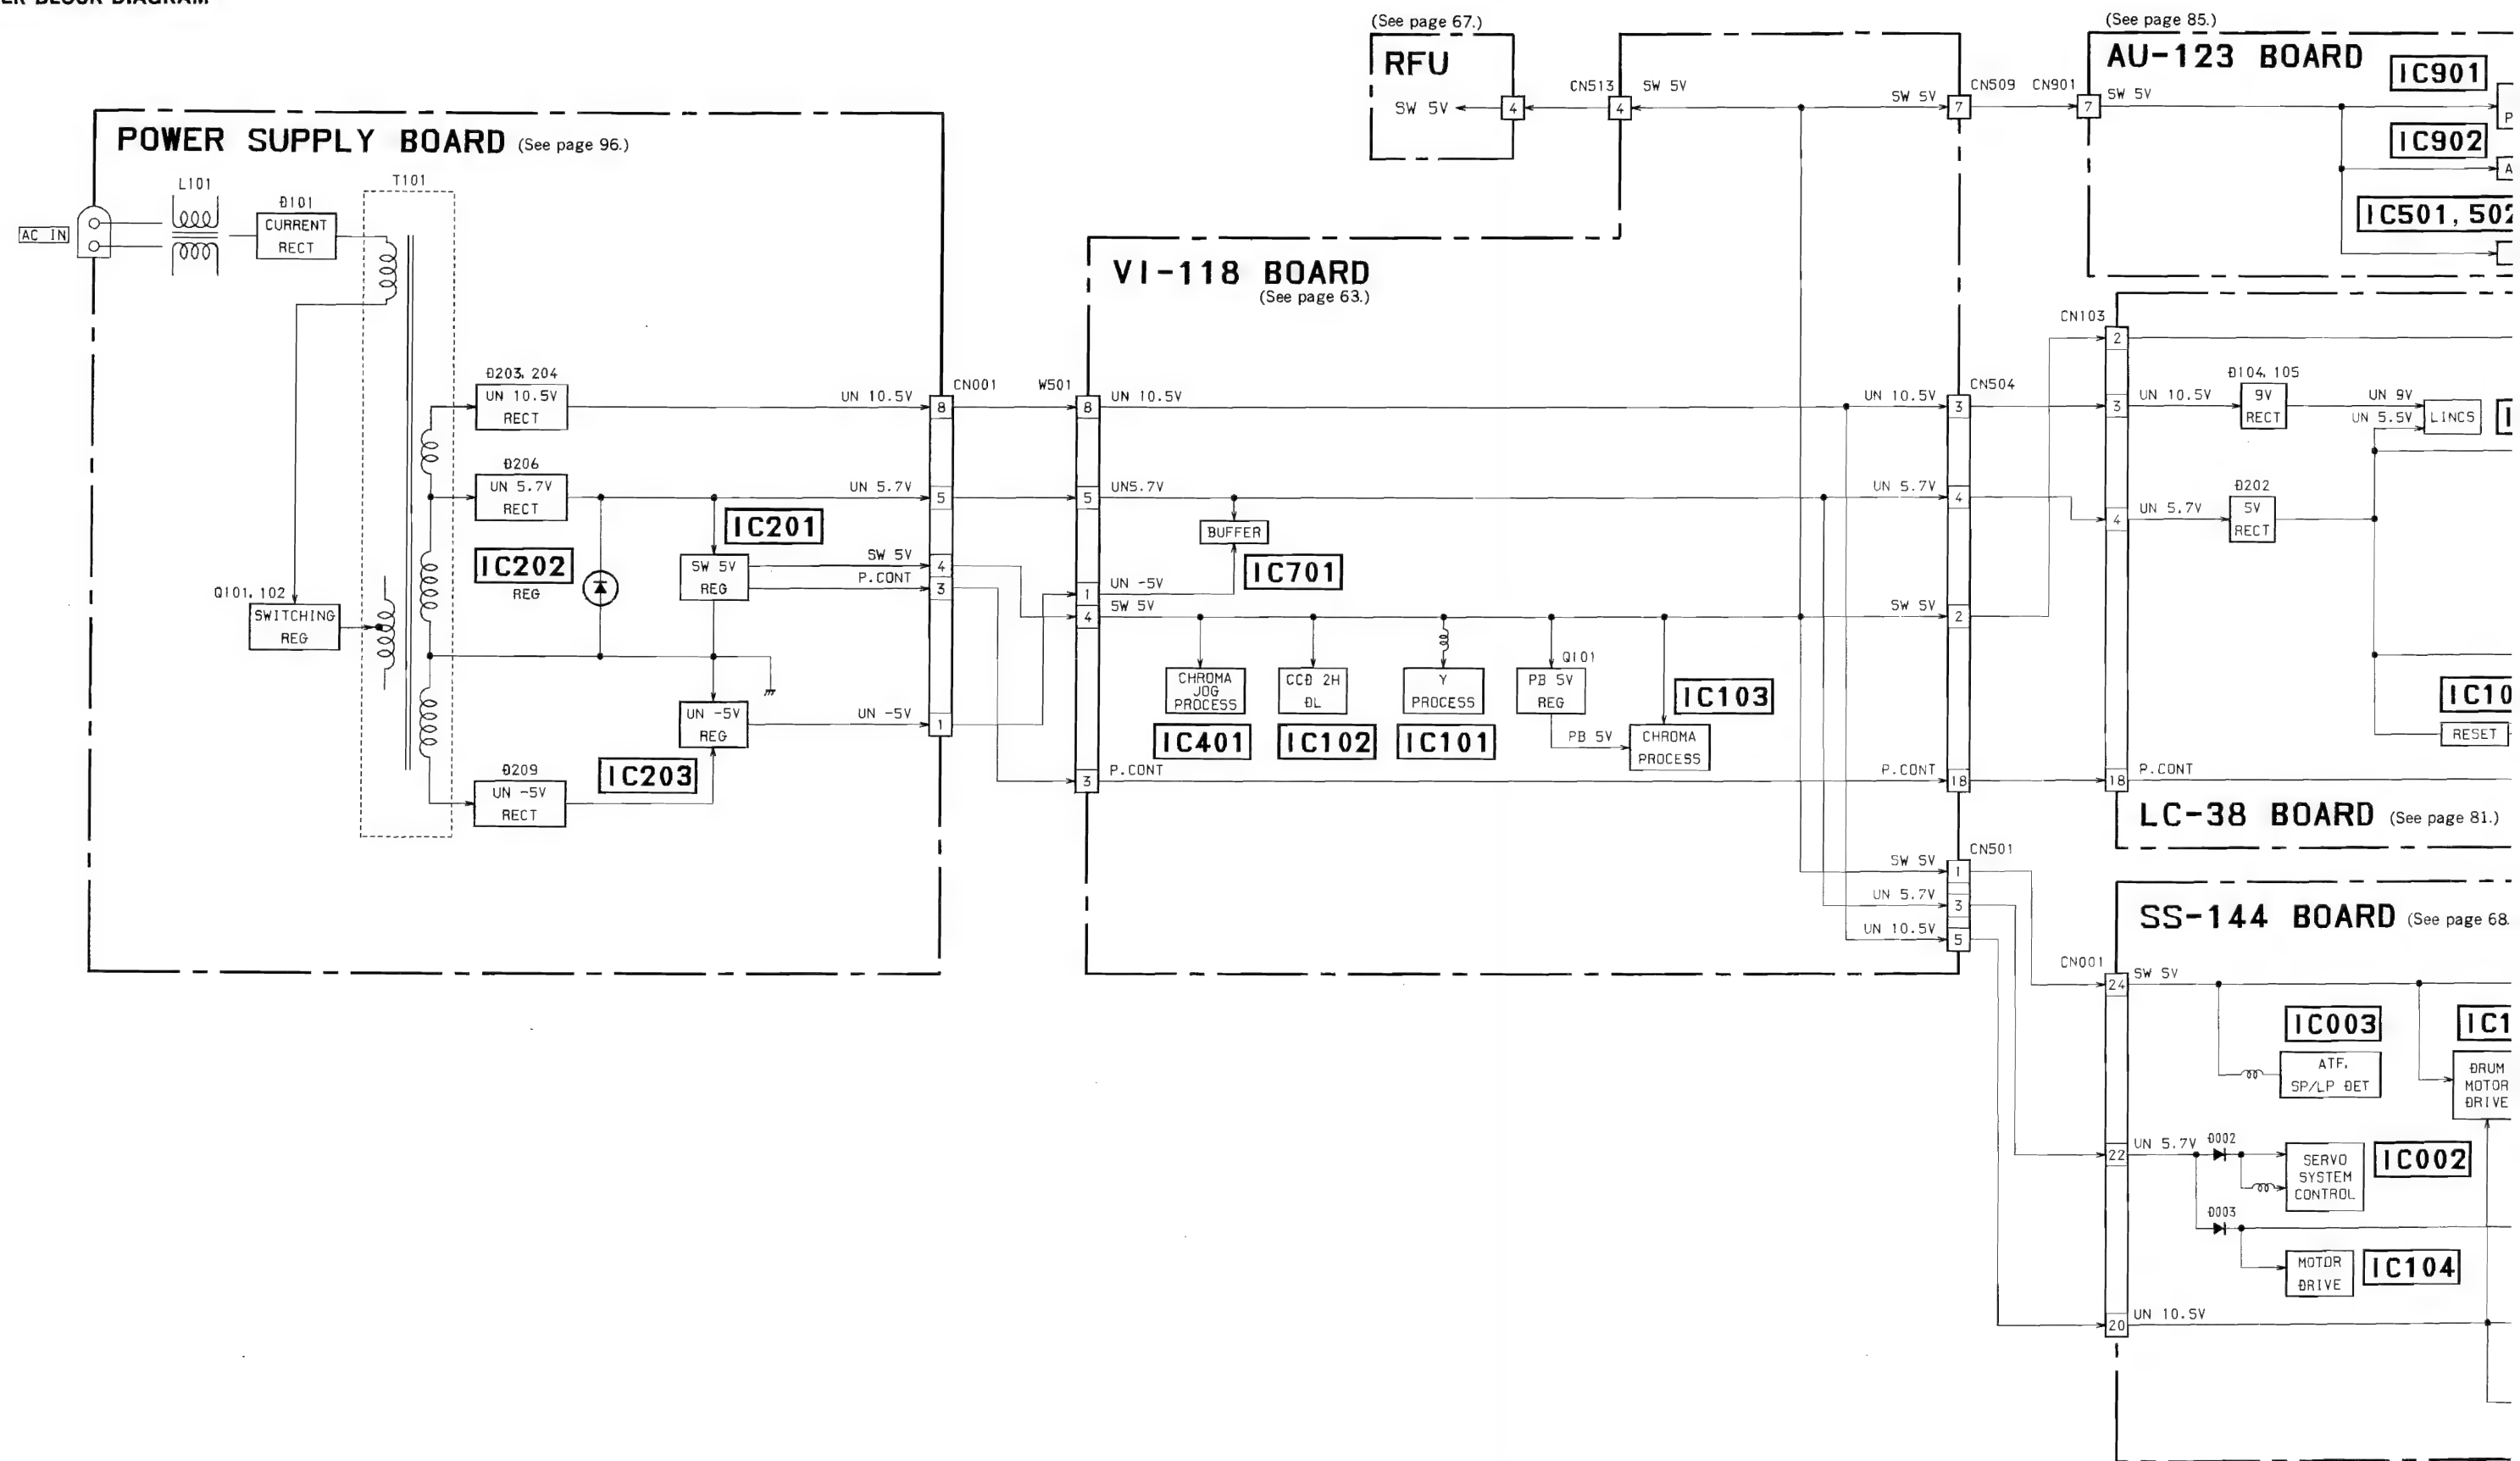 ER BLOCK DIAGRAM
POWER SUPPLY BOARD (See page 96.)
AC IN
L101
D101
CURRENT
RECT
T101
Q101, 102
SWITCHING
REG
D203, 204
UN 10.5V
RECT
D206
UN 5.7V
RECT
IC202
REG
IC201
SW 5V
REG
UN -5V
REG
IC203
D209
UN -5V
RECT
UN 10.5V
UN 5.7V
SW 5V
P.CONT
UN -5V
CN001
8
5
4
3
1
W501
8
5
1
4
3
VI-118 BOARD
(See page 63.)
UN 10.5V
UN5.7V
BUFFER
IC701
UN -5V
SW 5V
CHROMA
JOG
PROCESS
IC401
CCD 2H
DL
IC102
Y
PROCESS
IC101
Q101
PB 5V
REG
PB 5V
IC103
CHROMA
PROCESS
P.CONT
(See page 67.)
RFU
SW 5V
4
CN513
4
SW 5V
SW 5V
7
CN509
UN 10.5V
UN 5.7V
SW 5V
P.CONT
CN504
3
4
2
18
SW 5V
UN 5.7V
UN 10.5V
CN501
1
3
5
(See page 85.)
AU-123 BOARD
CN901
7
SW 5V
IC901
P
IC902
A
IC501, 502
CN103
2
3
4
18
UN 10.5V
D104, 105
9V
RECT
UN 9V
UN 5.5V
LINCS
UN 5.7V
D202
5V
RECT
IC10
RESET
P.CONT
LC-38 BOARD (See page 81.)
SS-144 BOARD (See page 68.
CN001
24
SW 5V
IC003
ATF,
SP/LP DET
IC1
DRUM
MOTOR
DRIVE
22
UN 5.7V
D002
SERVO
SYSTEM
CONTROL
IC002
D003
MOTOR
DRIVE
IC104
20
UN 10.5V